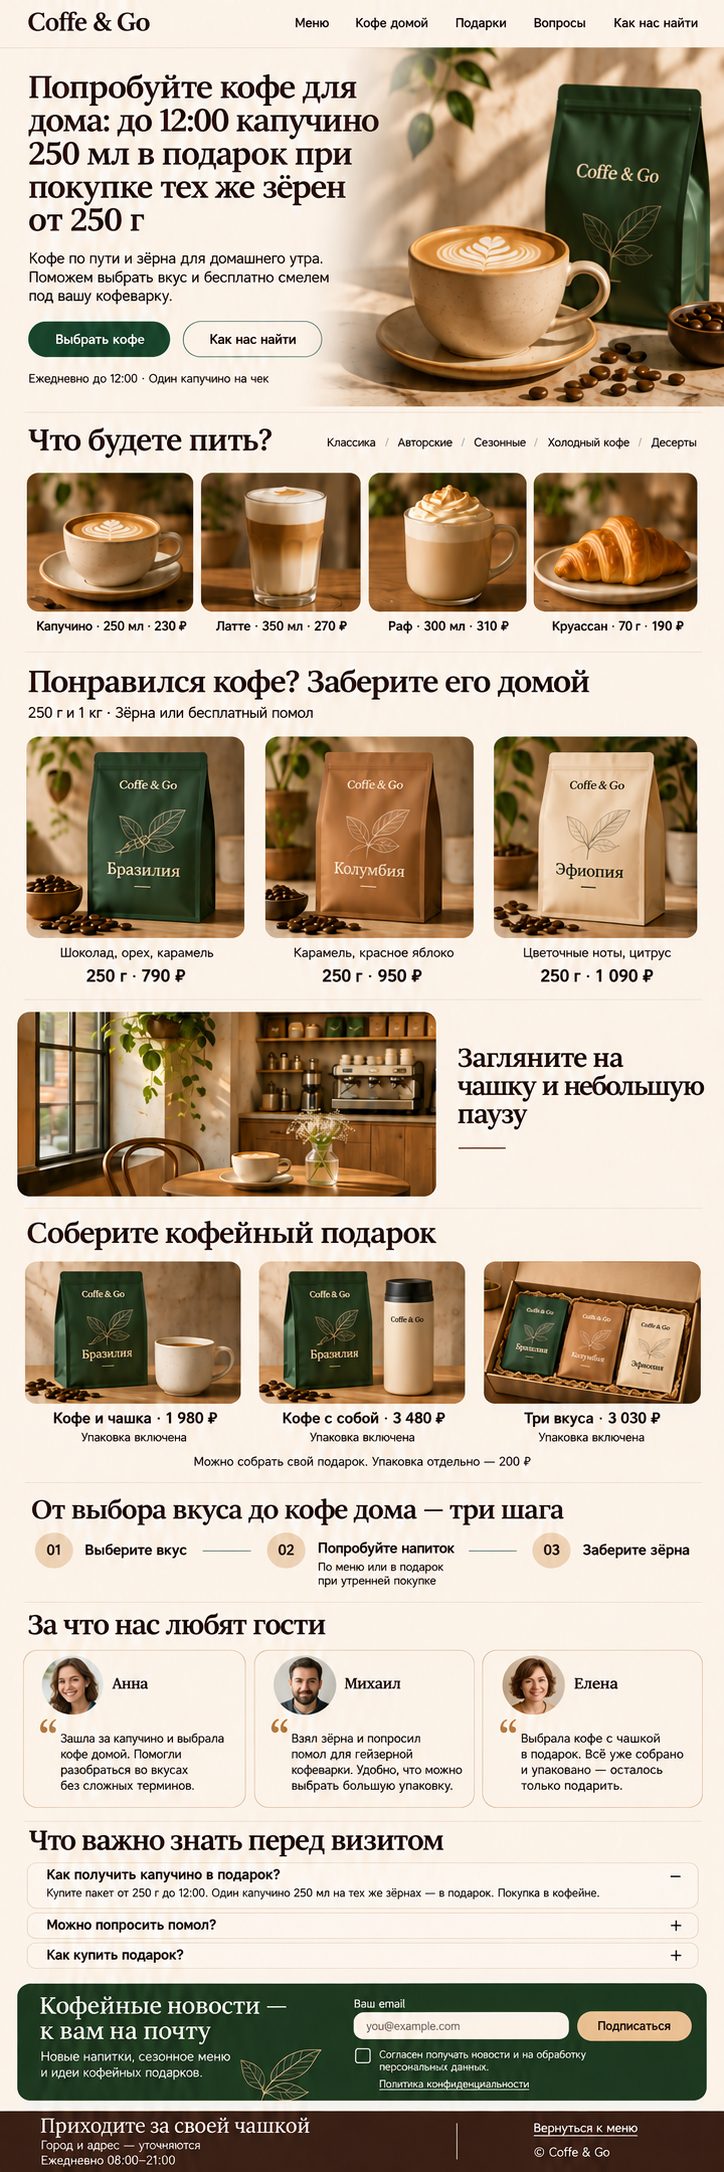 Coffe & Go
Меню
Кофе домой
Подарки
Вопросы
Как нас найти
Попробуйте кофе для
дома: до 12:00 капучино
250 мл в подарок при
покупке тех же зёрен
от 250 г
Кофе по пути и зёрна для домашнего утра.
Поможем выбрать вкус и бесплатно смелем
под вашу кофеварку.
Выбрать кофе
Как нас найти
Ежедневно до 12:00 · Один капучино на чек
Coffe & Go
Что будете пить?
Классика / Авторские / Сезонные / Холодный кофе / Десерты
Капучино · 250 мл · 230 ₽
Латте · 350 мл · 270 ₽
Раф · 300 мл · 310 ₽
Круассан · 70 г · 190 ₽
Понравился кофе? Заберите его домой
250 г и 1 кг · Зёрна или бесплатный помол
Coffe & Go
Бразилия
Coffe & Go
Колумбия
Coffe & Go
Эфиопия
Шоколад, орех, карамель
250 г · 790 ₽
Карамель, красное яблоко
250 г · 950 ₽
Цветочные ноты, цитрус
250 г · 1 090 ₽
Загляните на
чашку и небольшую
паузу
Соберите кофейный подарок
Coffe & Go
Бразилия
Coffe & Go
Бразилия
Coffe & Go
Coffe & Go
Бразилия
Coffe & Go
Колумбия
Coffe & Go
Эфиопия
Кофе и чашка · 1 980 ₽
Упаковка включена
Кофе с собой · 3 480 ₽
Упаковка включена
Три вкуса · 3 030 ₽
Упаковка включена
Можно собрать свой подарок. Упаковка отдельно — 200 ₽
От выбора вкуса до кофе дома — три шага
01 Выберите вкус
02 Попробуйте напиток
По меню или в подарок
при утренней покупке
03 Заберите зёрна
За что нас любят гости
Анна
“ Зашла за капучино и выбрала
кофе домой. Помогли
разобраться во вкусах
без сложных терминов.
Михаил
“ Взял зёрна и попросил
помол для гейзерной
кофеварки. Удобно, что можно
выбрать большую упаковку.
Елена
“ Выбрала кофе с чашкой
в подарок. Всё уже собрано
и упаковано — осталось
только подарить.
Что важно знать перед визитом
Как получить капучино в подарок? −
Купите пакет от 250 г до 12:00. Один капучино 250 мл на тех же зёрнах — в подарок. Покупка в кофейне.
Можно попросить помол? +
Как купить подарок? +
Кофейные новости —
к вам на почту
Новые напитки, сезонное меню
и идеи кофейных подарков.
Ваш email
you@example.com
Подписаться
Согласен получать новости и на обработку
персональных данных.
Политика конфиденциальности
Приходите за своей чашкой
Город и адрес — уточняются
Ежедневно 08:00–21:00
Вернуться к меню
© Coffe & Go